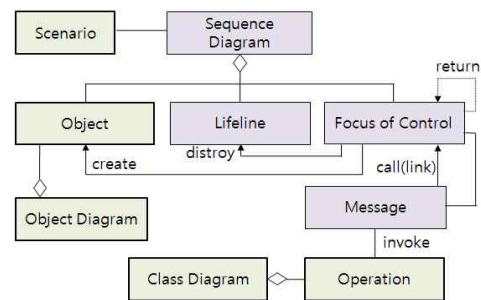 Scenario
Sequence
Diagram
return
Object
Lifeline
Focus of Control
distroy
create
call(link)
Object Diagram
Message
invoke
Class Diagram
Operation